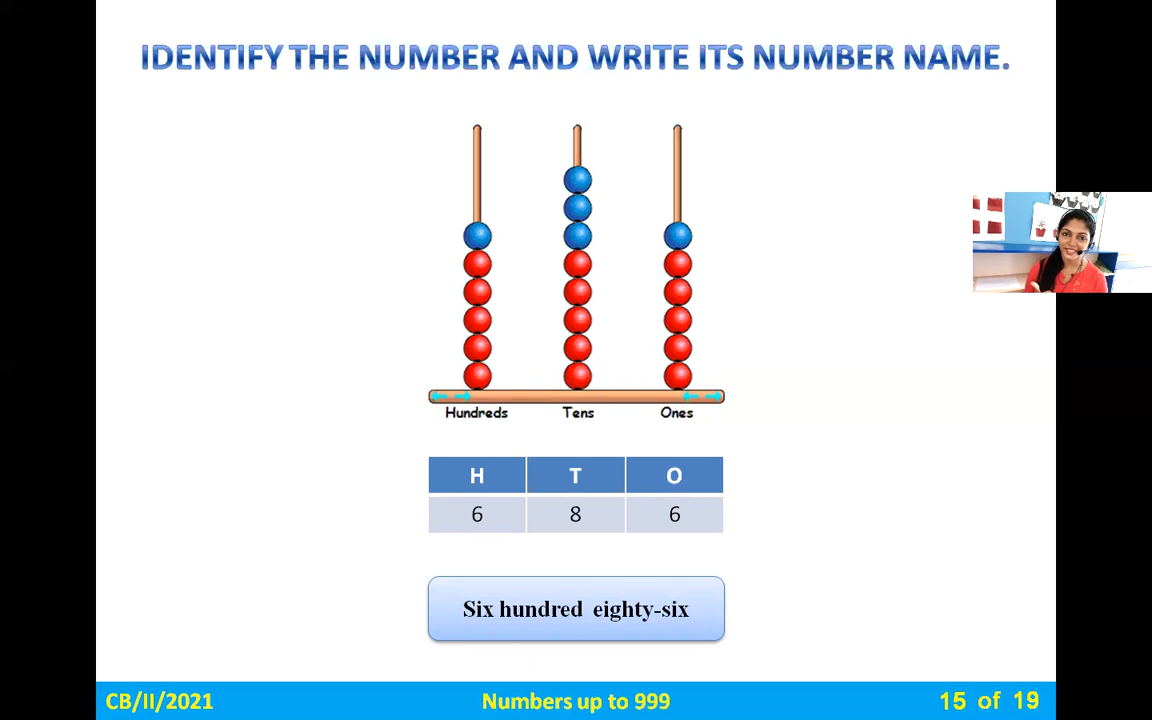 IDENTIFY THE NUMBER AND WRITE ITS NUMBER NAME.
Hundreds Tens Ones
H T O
6 8 6
Six hundred eighty-six
CB/II/2021 Numbers up to 999 15 of 19